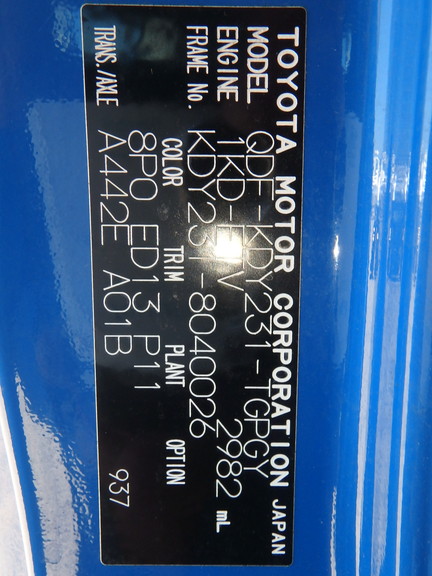 TOYOTA MOTOR CORPORATION JAPAN
MODEL QDF-KDY231-TGPGY
ENGINE 1KD-FTV 2982 mL
FRAME No. KDY231-8040026
COLOR TRIM PLANT OPTION
8P0 ED13 P11
TRANS./AXLE A442E A01B 937